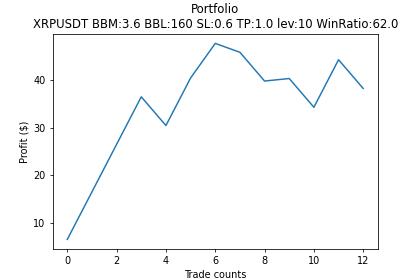 Portfolio
XRPUSDT BBM:3.6 BBL:160 SL:0.6 TP:1.0 lev:10 WinRatio:62.0
40
30
20
10
Profit ($)
0 2 4 6 8 10 12
Trade counts